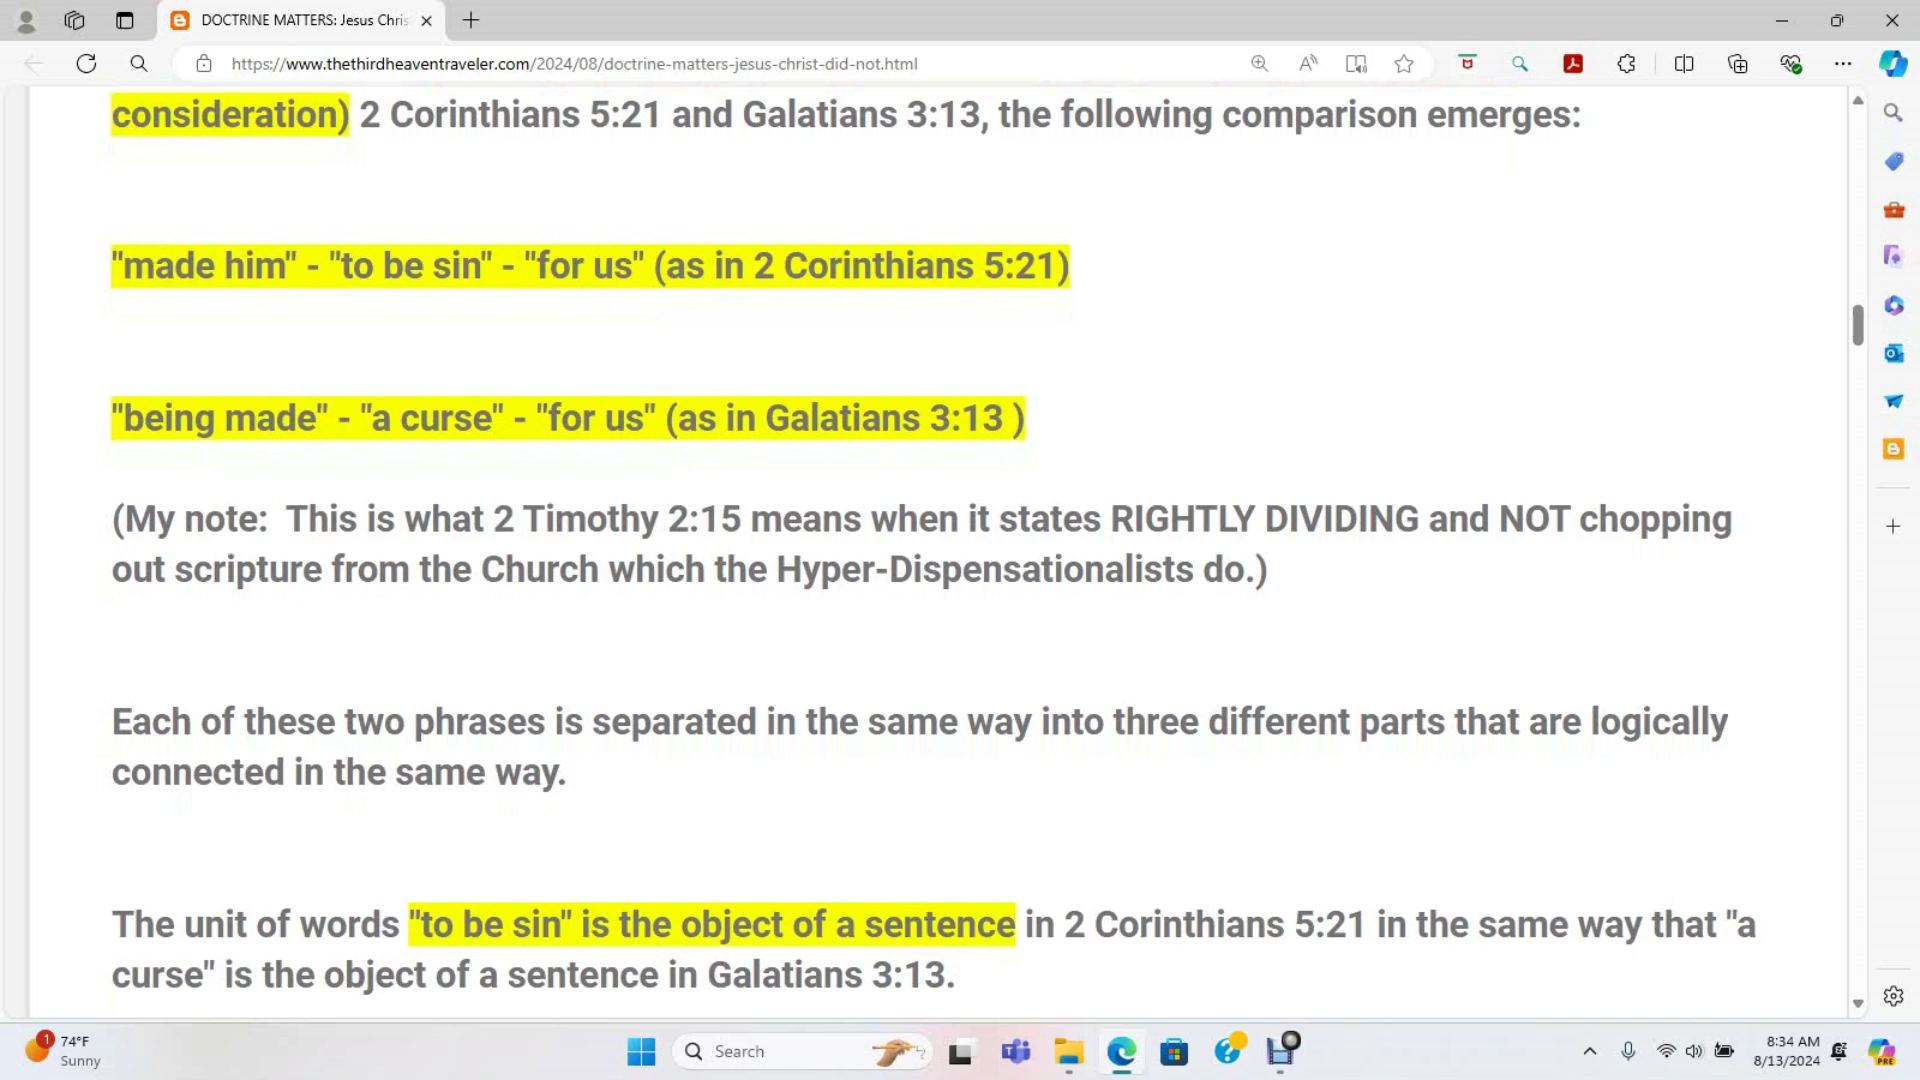 DOCTRINE MATTERS: Jesus Chris
https://www.thethirdheaventraveler.com/2024/08/doctrine-matters-jesus-christ-did-not.html
consideration) 2 Corinthians 5:21 and Galatians 3:13, the following comparison emerges:
"made him" - "to be sin" - "for us" (as in 2 Corinthians 5:21)
"being made" - "a curse" - "for us" (as in Galatians 3:13 )
(My note:  This is what 2 Timothy 2:15 means when it states RIGHTLY DIVIDING and NOT chopping
out scripture from the Church which the Hyper-Dispensationalists do.)
Each of these two phrases is separated in the same way into three different parts that are logically
connected in the same way.
The unit of words "to be sin" is the object of a sentence in 2 Corinthians 5:21 in the same way that "a
curse" is the object of a sentence in Galatians 3:13.
1
74°F
Sunny
Search
8:34 AM
8/13/2024
PRE